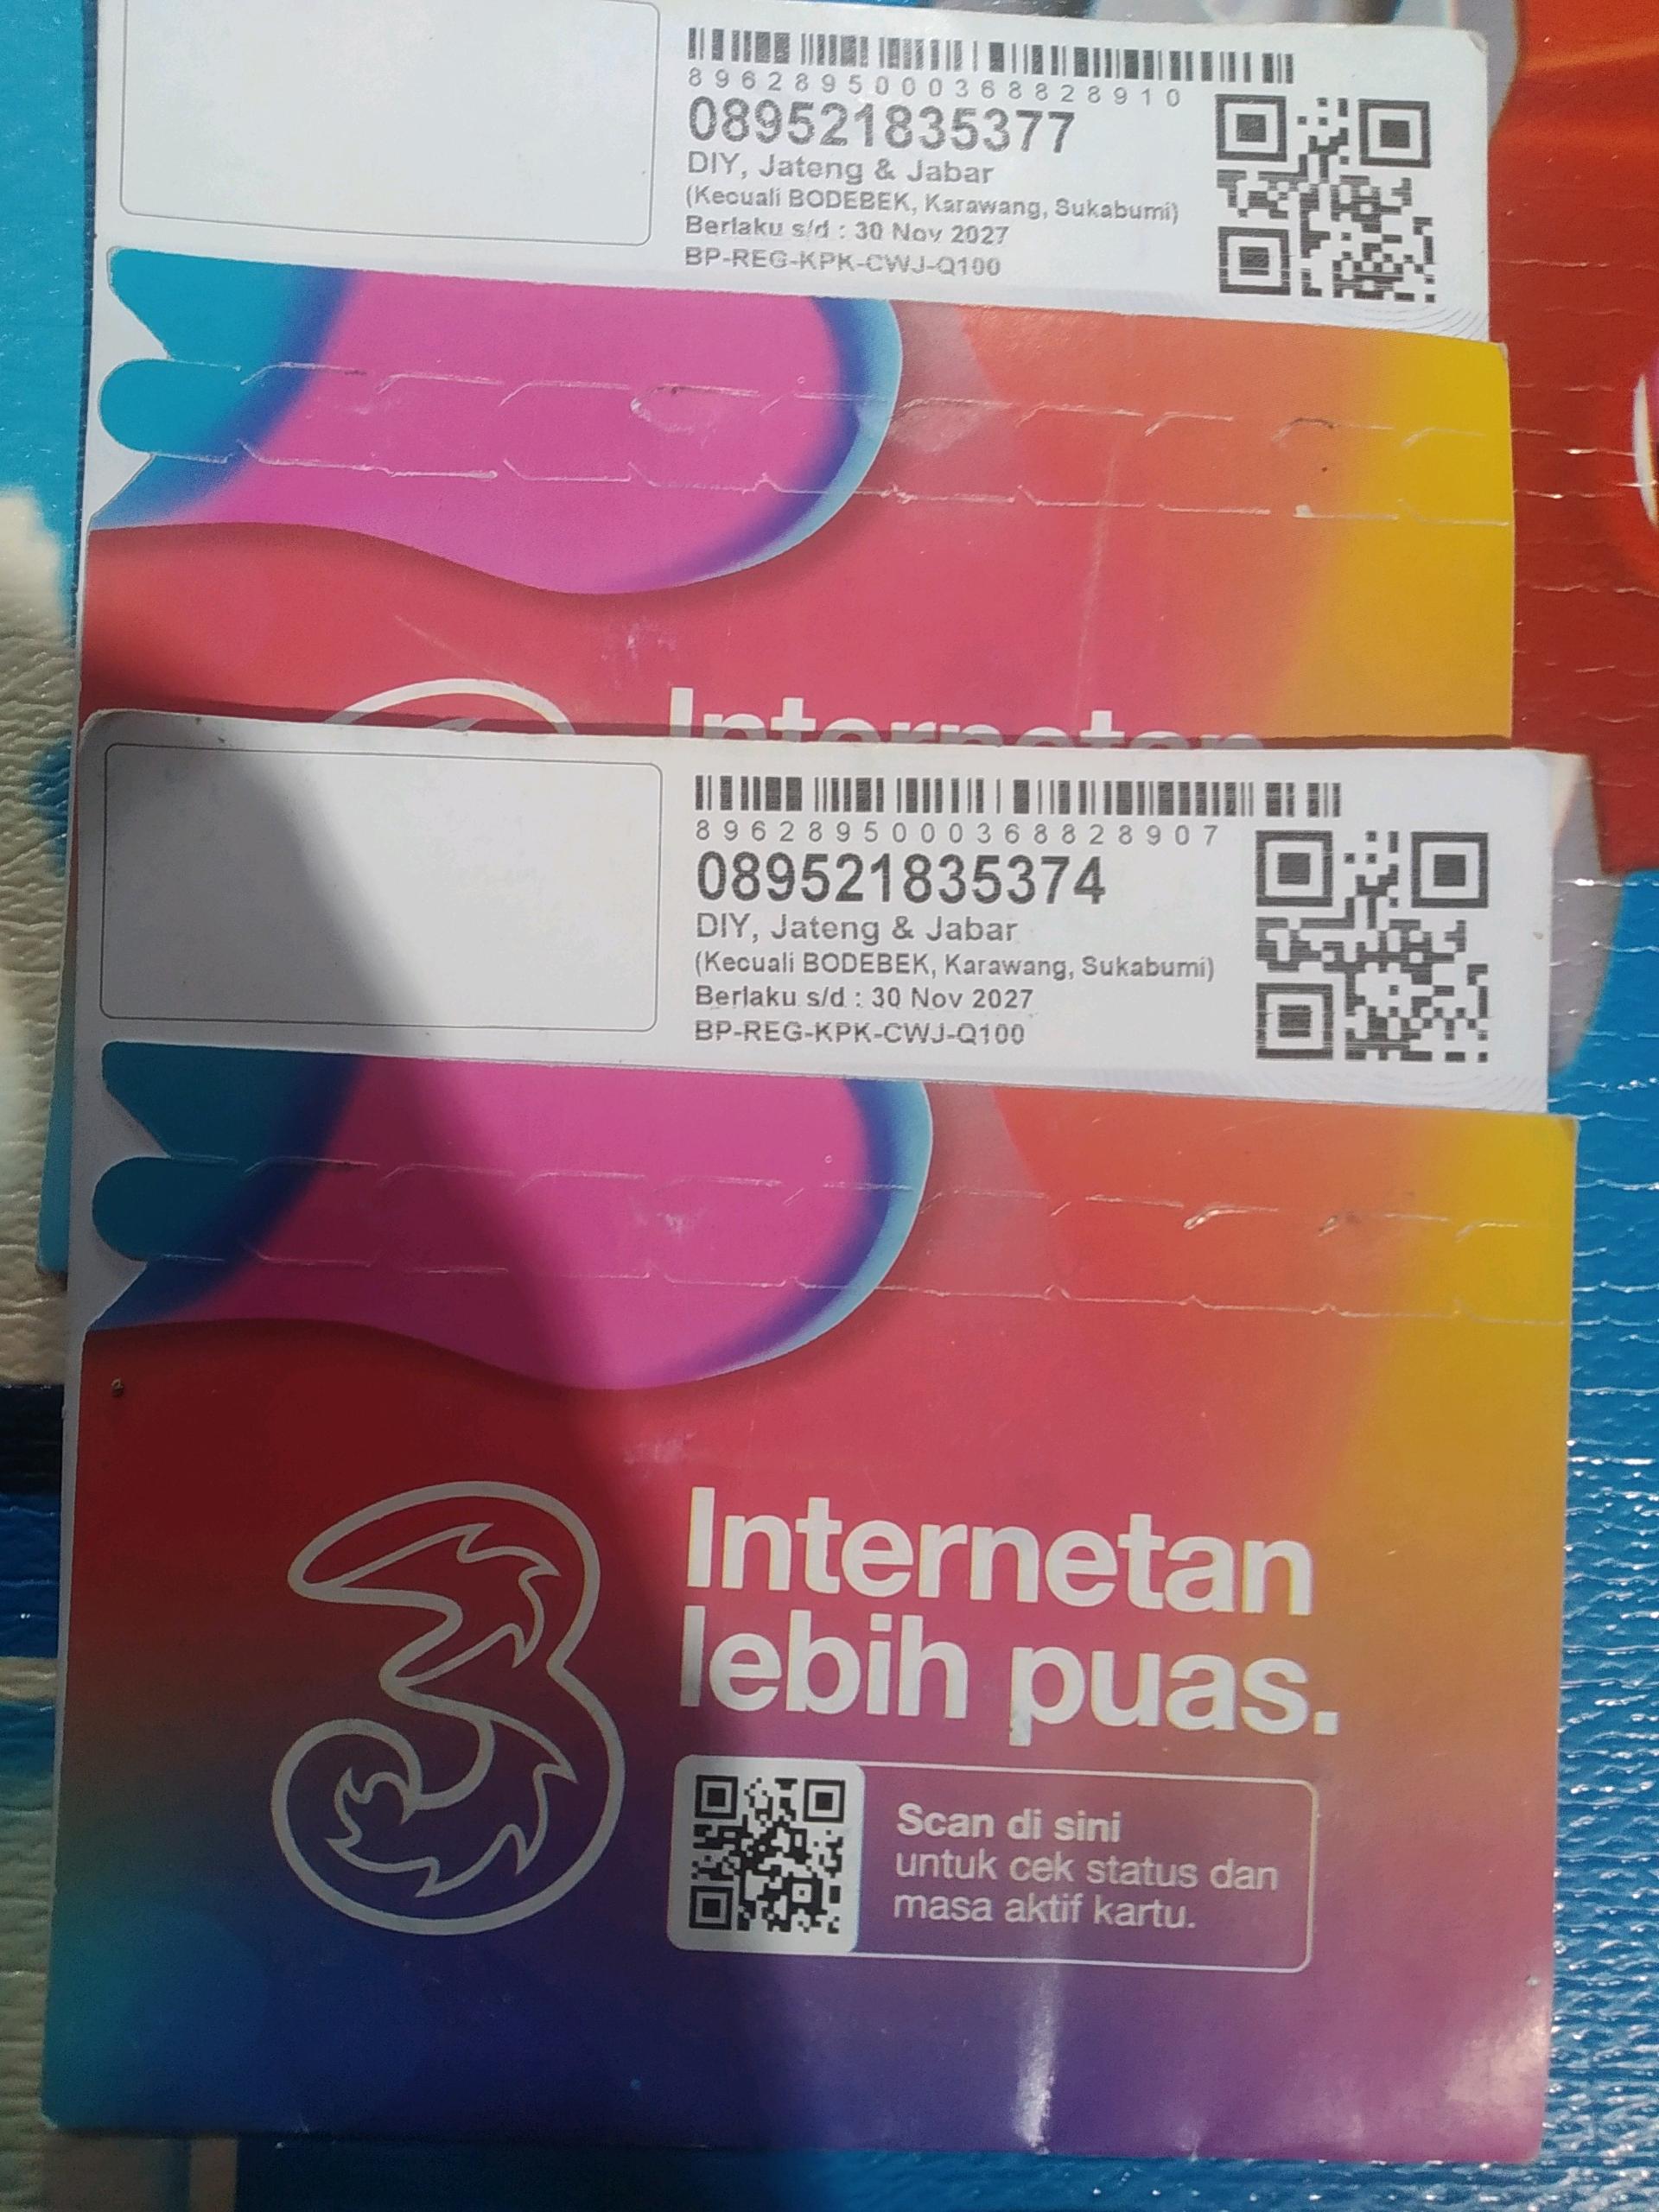 8962895000368828910
089521835377
DIY, Jateng & Jabar
(Kecuali BODEBEK, Karawang, Sukabumi)
Berlaku s/d : 30 Nov 2027
BP-REG-KPK-CWJ-Q100
Internetan
8962895000368828907
089521835374
DIY, Jateng & Jabar
(Kecuali BODEBEK, Karawang, Sukabumi)
Berlaku s/d : 30 Nov 2027
BP-REG-KPK-CWJ-Q100
3
Internetan
lebih puas.
Scan di sini
untuk cek status dan
masa aktif kartu.